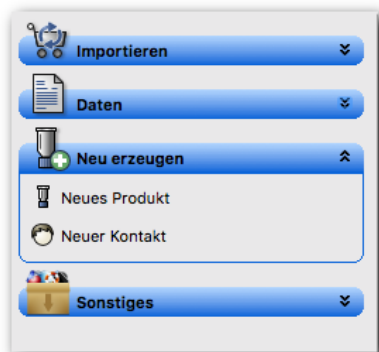 Importieren
Daten
Neu erzeugen
Neues Produkt
Neuer Kontakt
Sonstiges